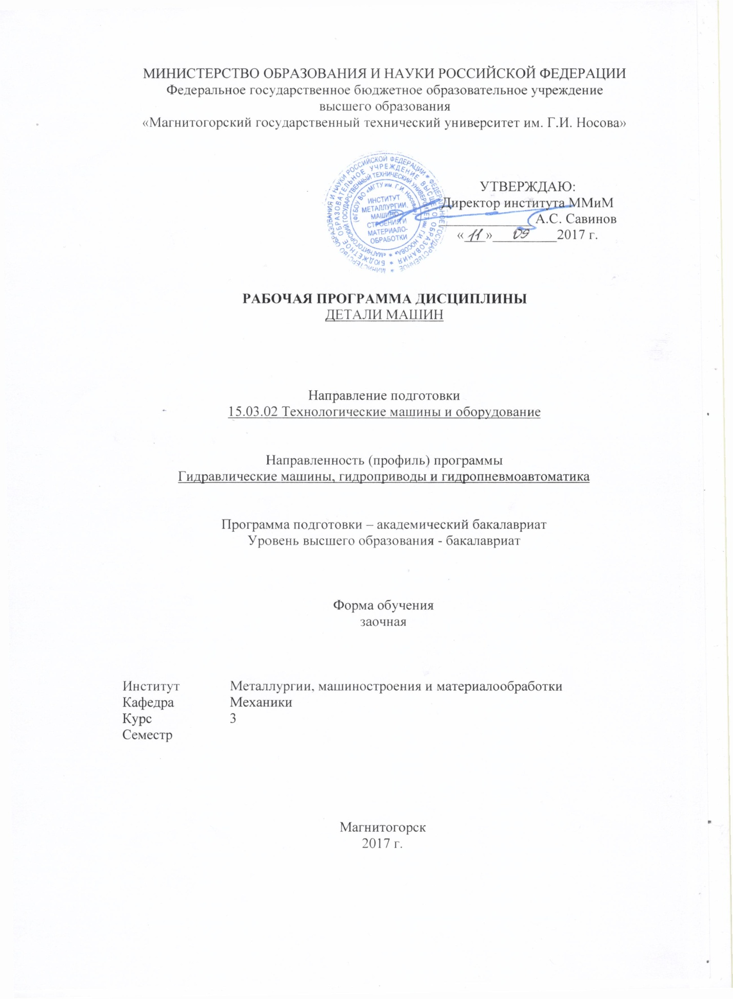 МИНИСТЕРСТВО ОБРАЗОВАНИЯ И НАУКИ РОССИЙСКОЙ ФЕДЕРАЦИИ
Федеральное государственное бюджетное образовательное учреждение
высшего образования
«Магнитогорский государственный технический университет им. Г.И. Носова»
МИНИСТЕРСТВО ОБРАЗОВАНИЯ И НАУКИ РОССИЙСКОЙ ФЕДЕРАЦИИ * ФЕДЕРАЛЬНОЕ ГОСУДАРСТВЕННОЕ *
БЮДЖЕТНОЕ ОБРАЗОВАТЕЛЬНОЕ УЧРЕЖДЕНИЕ ВЫСШЕГО ОБРАЗОВАНИЯ *
«МАГНИТОГОРСКИЙ ГОСУДАРСТВЕННЫЙ ТЕХНИЧЕСКИЙ УНИВЕРСИТЕТ им. Г.И. НОСОВА» *
(ФГБОУ ВО «МГТУ им. Г.И. Носова»)
ИНСТИТУТ
МЕТАЛЛУРГИИ,
МАШИНО-
СТРОЕНИЯ И
МАТЕРИАЛО-
ОБРАБОТКИ
УТВЕРЖДАЮ:
Директор института ММиМ
А.С. Савинов
«11» 09 2017 г.
РАБОЧАЯ ПРОГРАММА ДИСЦИПЛИНЫ
ДЕТАЛИ МАШИН
Направление подготовки
15.03.02 Технологические машины и оборудование
Направленность (профиль) программы
Гидравлические машины, гидроприводы и гидропневмоавтоматика
Программа подготовки – академический бакалавриат
Уровень высшего образования - бакалавриат
Форма обучения
заочная
Институт Металлургии, машиностроения и материалообработки
Кафедра Механики
Курс 3
Семестр
Магнитогорск
2017 г.